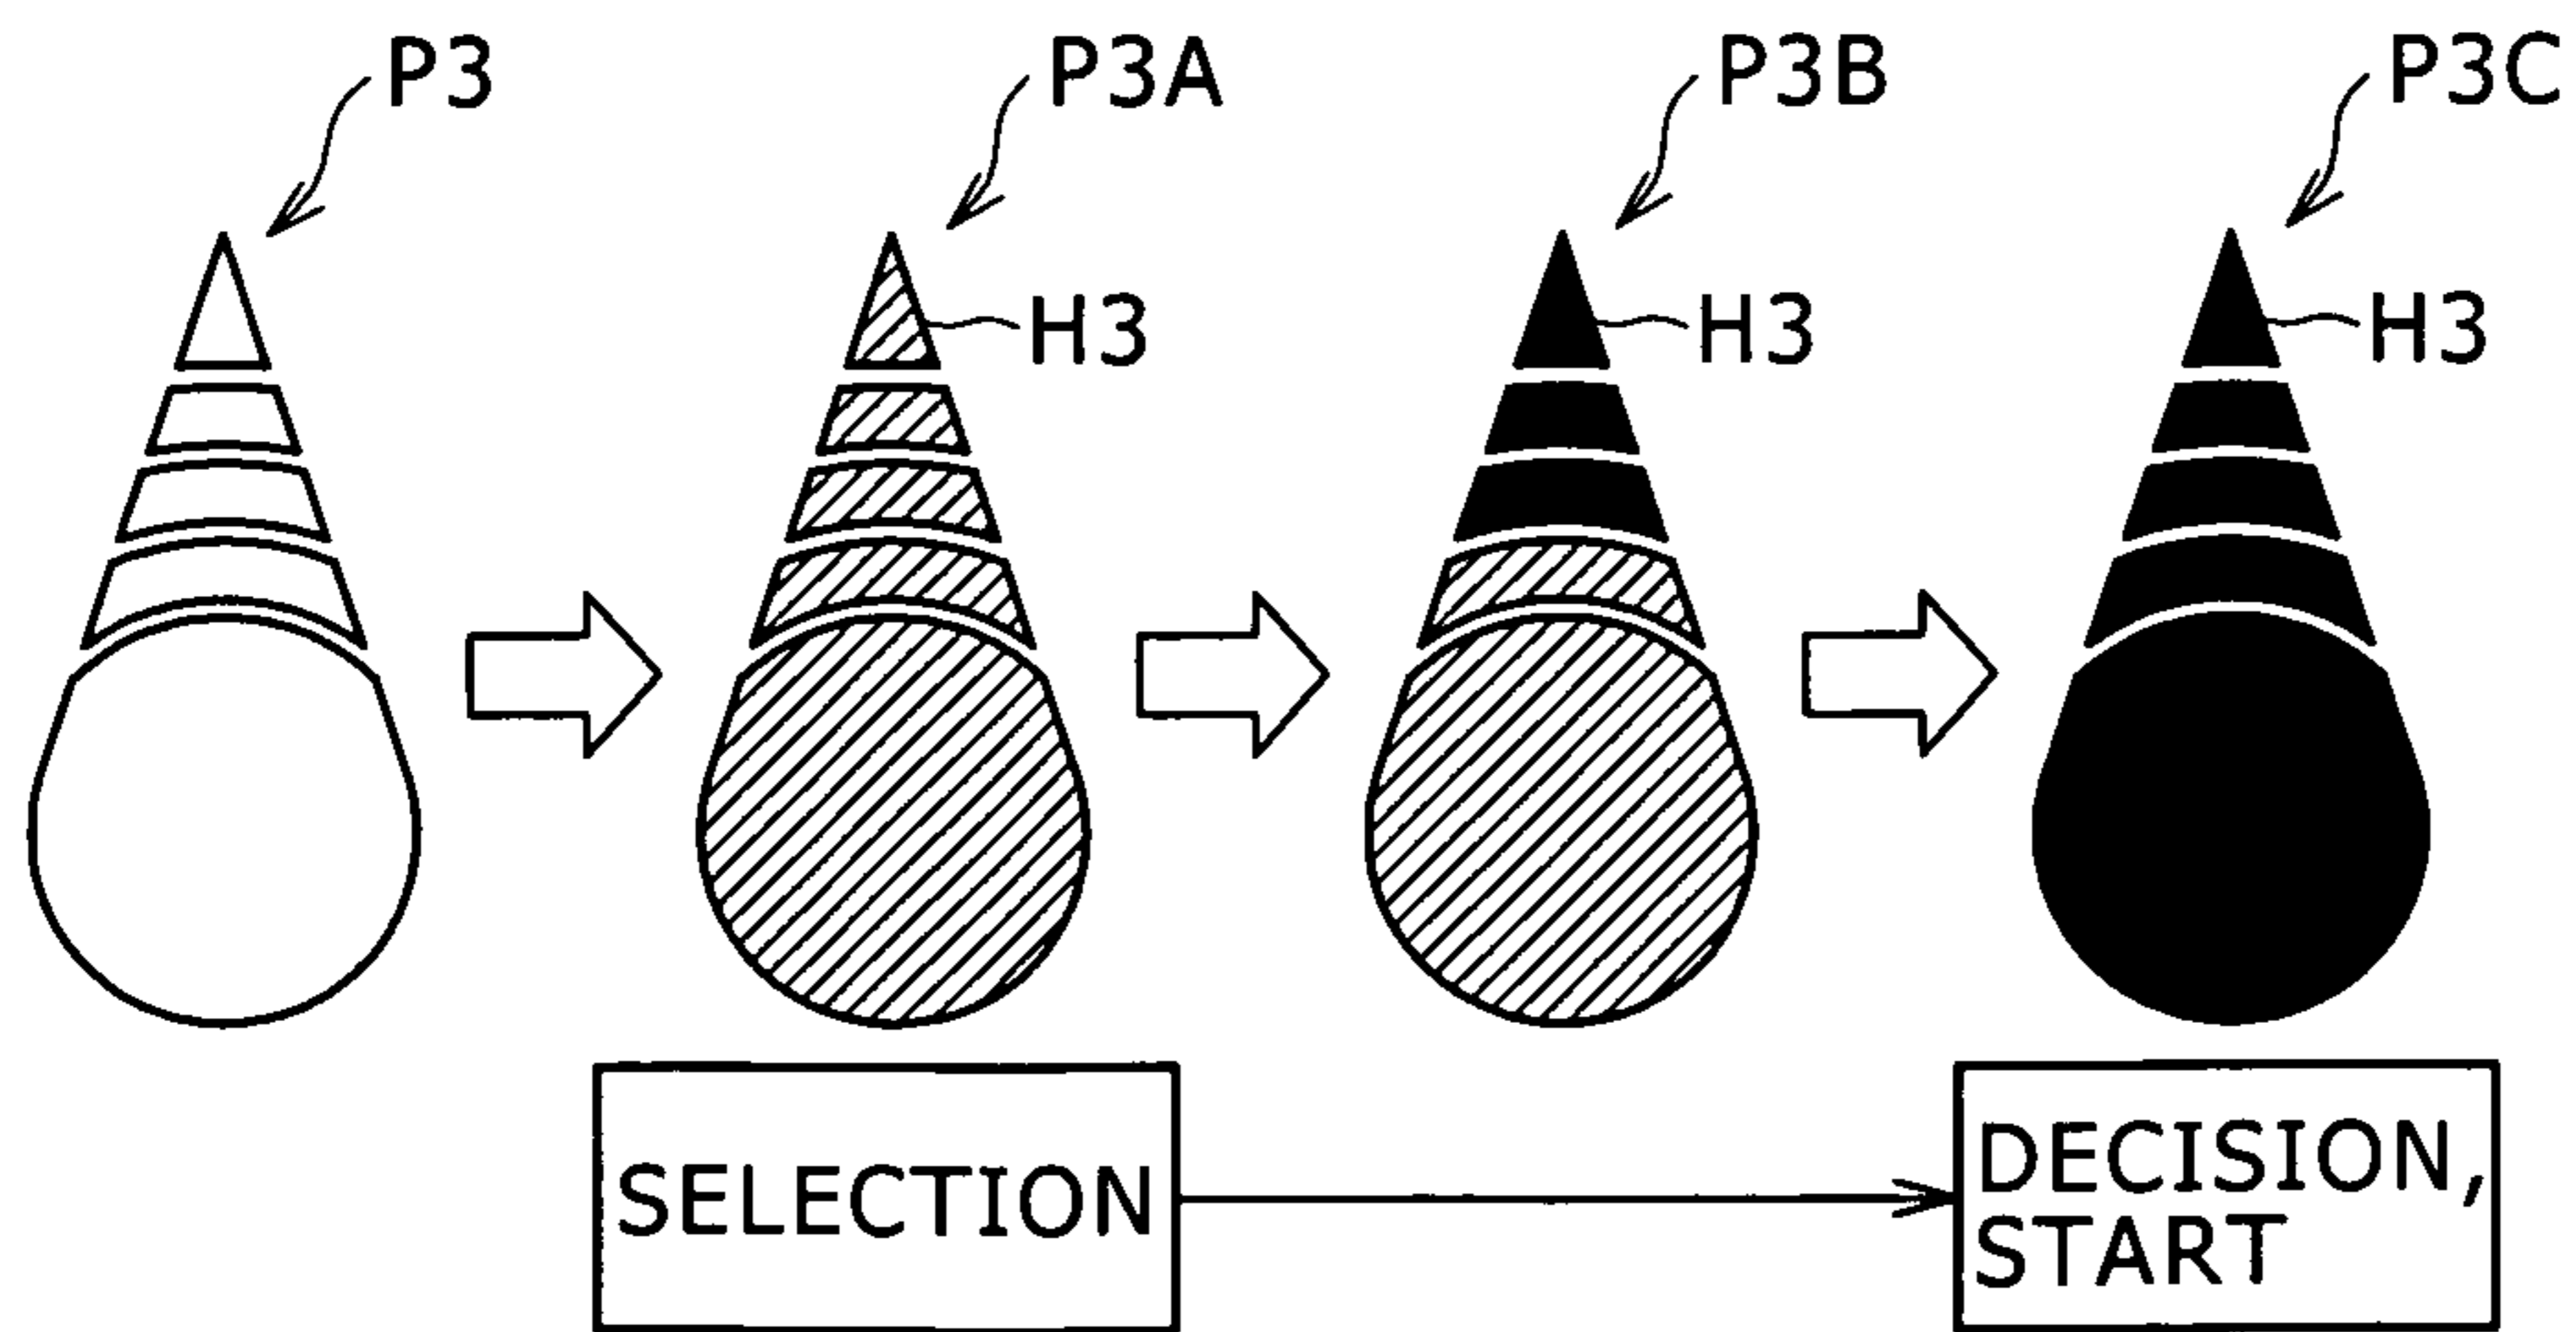 P3
P3A
P3B
P3C
H3
H3
H3
SELECTION
DECISION,
START